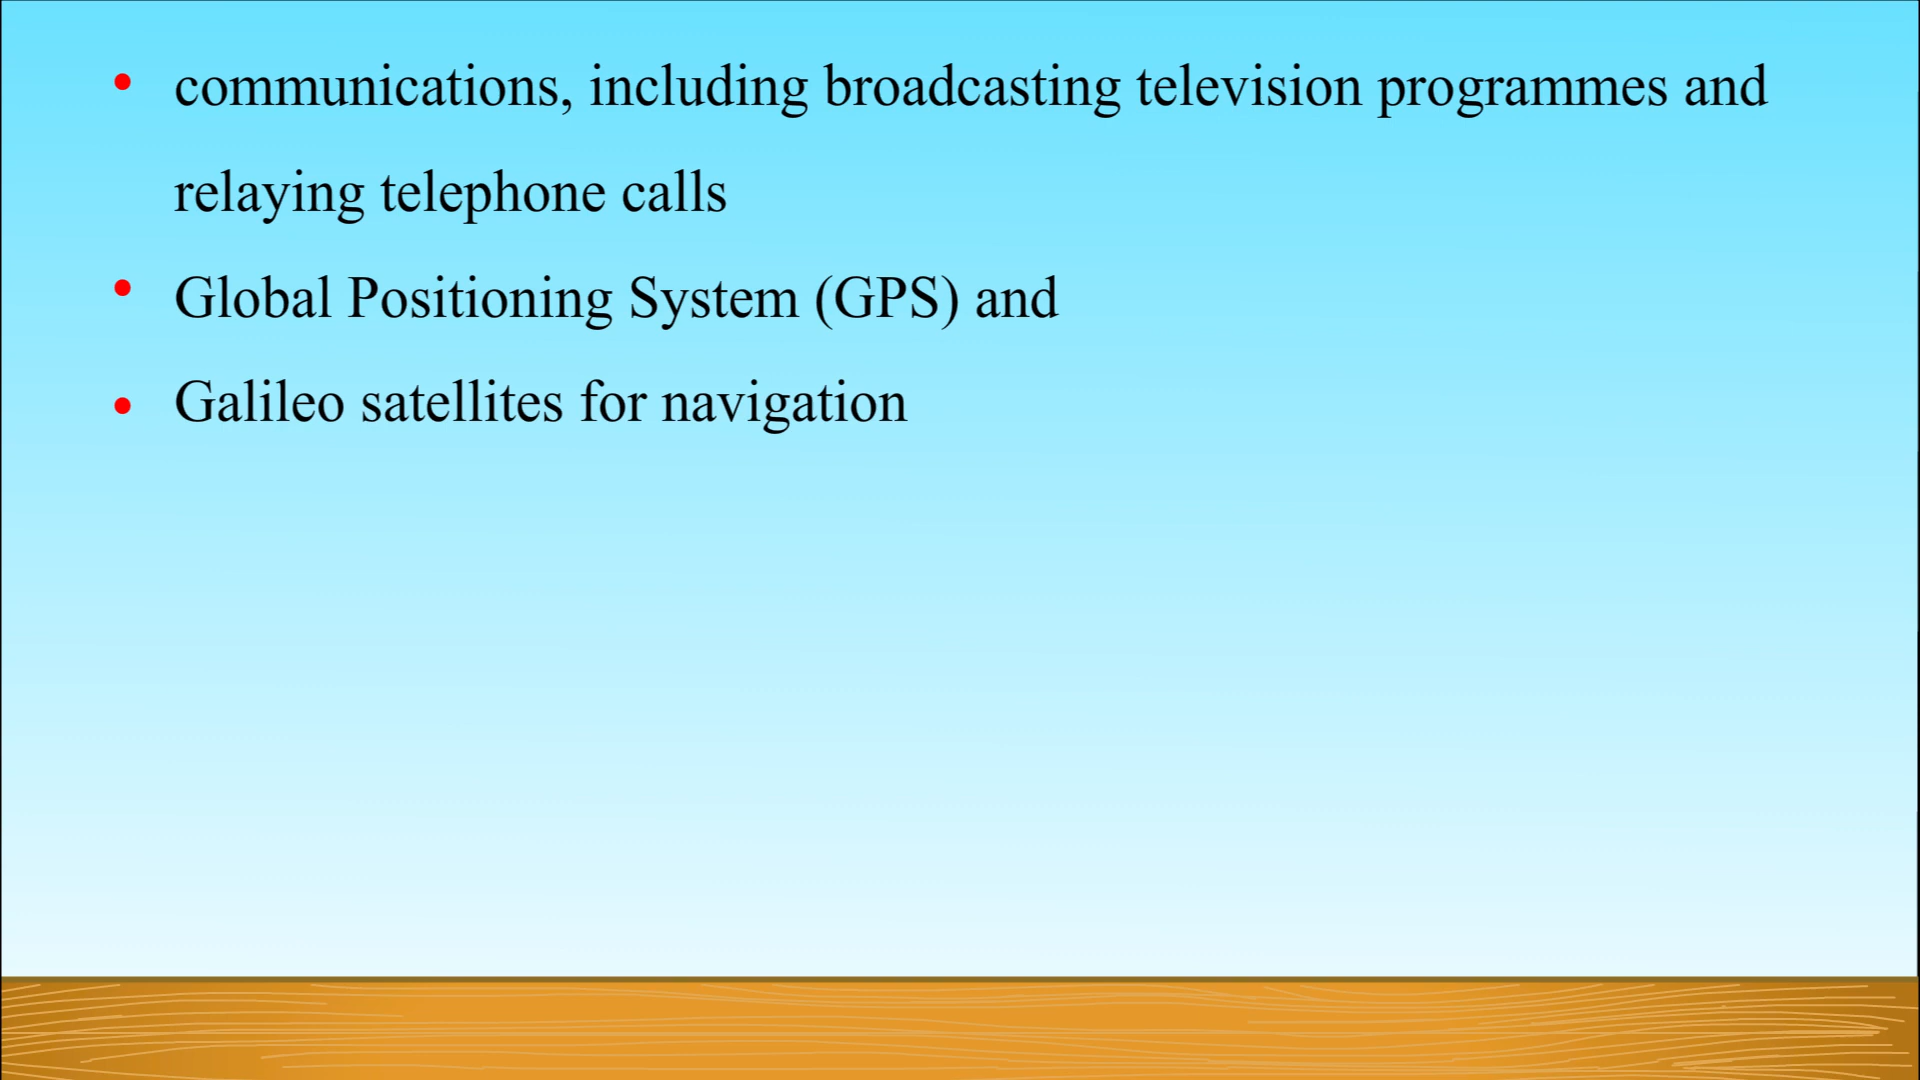 • communications, including broadcasting television programmes and
relaying telephone calls
• Global Positioning System (GPS) and
• Galileo satellites for navigation